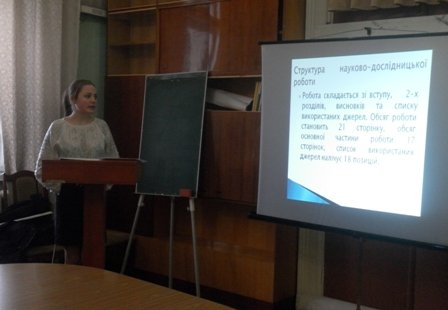 Структура науково-дослідницької
роботи
Робота складається зі вступу, 2-х
розділів, висновків та списку
використаних джерел. Обсяг роботи
становить 21 сторінку, обсяг
основної частини роботи 17
сторінок, список використаних
джерел налічує 18 позицій.